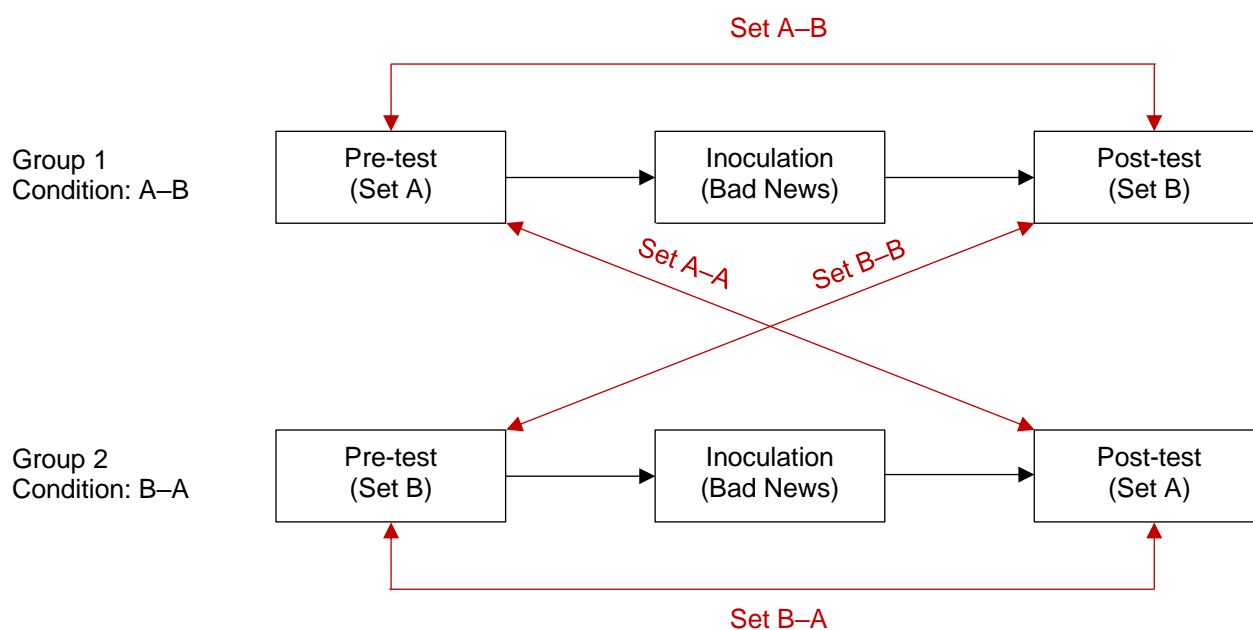 Set A–B
Group 1
Condition: A–B
Pre-test
(Set A)
Inoculation
(Bad News)
Post-test
(Set B)
Set A–A
Set B–B
Group 2
Condition: B–A
Pre-test
(Set B)
Inoculation
(Bad News)
Post-test
(Set A)
Set B–A